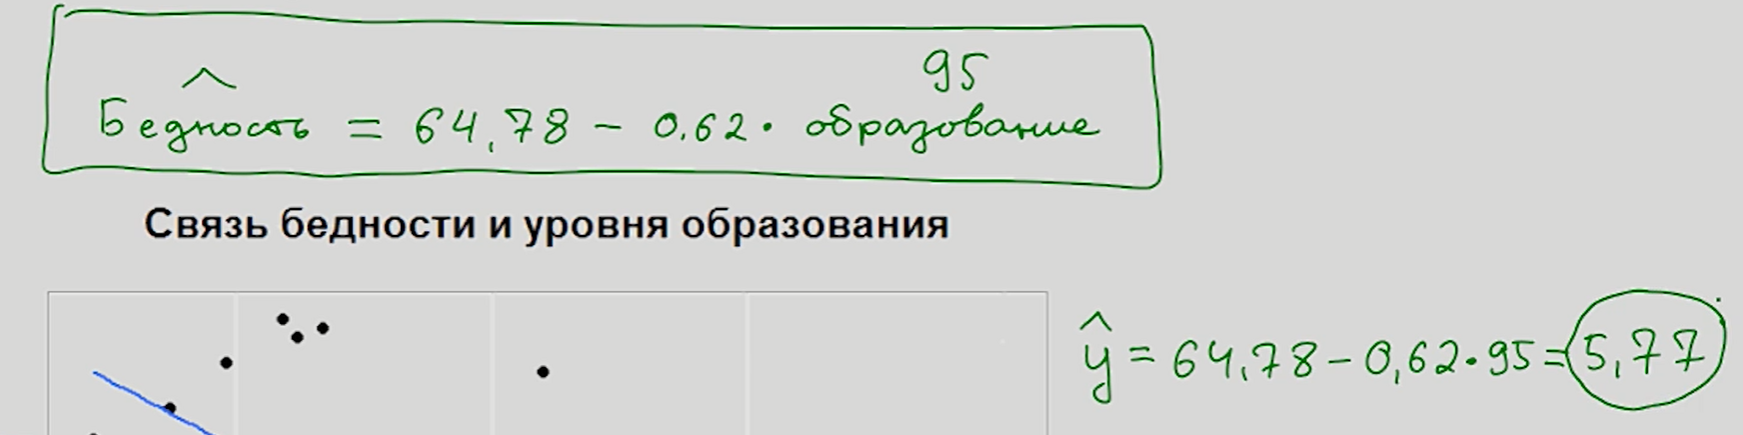 95
Бедность = 64,78 - 0.62 · образование
Связь бедности и уровня образования
ŷ = 64,78 - 0,62 · 95 = 5,77